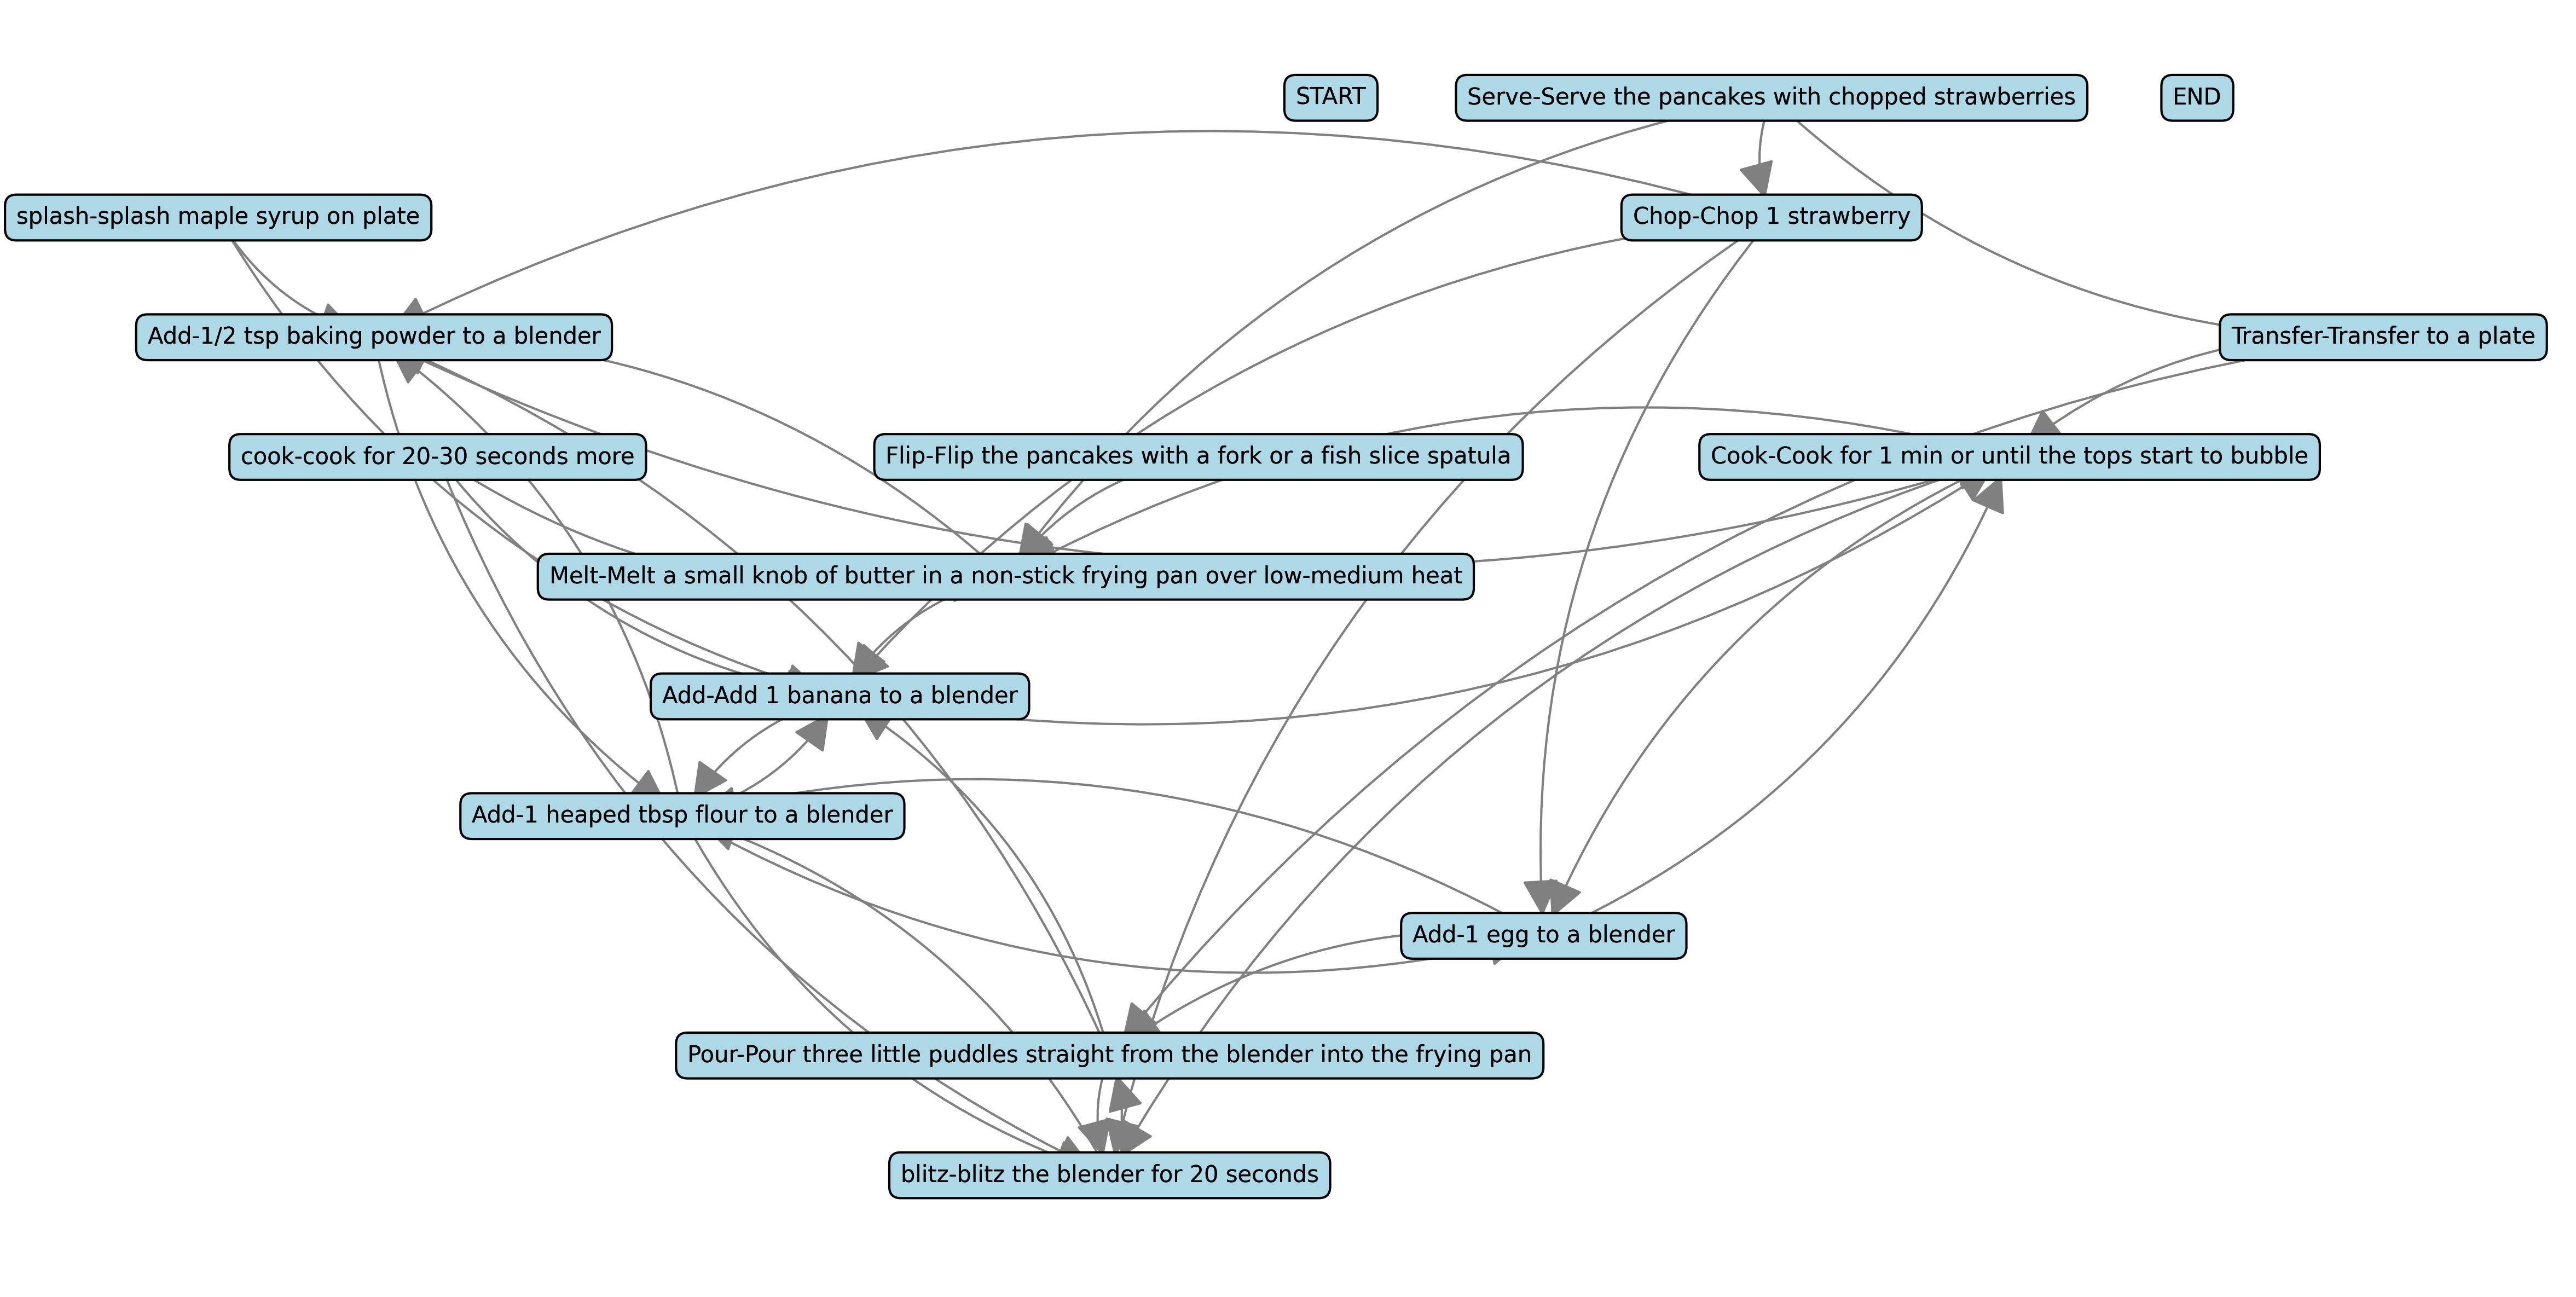 START
Serve-Serve the pancakes with chopped strawberries
END
splash-splash maple syrup on plate
Chop-Chop 1 strawberry
Add-1/2 tsp baking powder to a blender
Transfer-Transfer to a plate
cook-cook for 20-30 seconds more
Flip-Flip the pancakes with a fork or a fish slice spatula
Cook-Cook for 1 min or until the tops start to bubble
Melt-Melt a small knob of butter in a non-stick frying pan over low-medium heat
Add-Add 1 banana to a blender
Add-1 heaped tbsp flour to a blender
Add-1 egg to a blender
Pour-Pour three little puddles straight from the blender into the frying pan
blitz-blitz the blender for 20 seconds